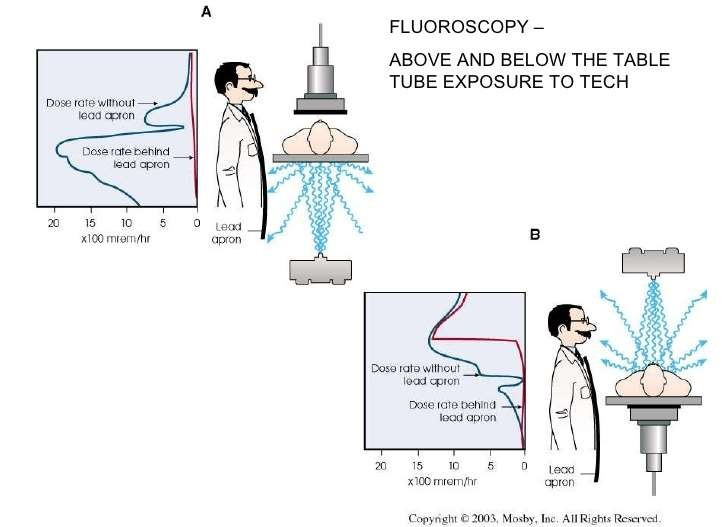 A
FLUOROSCOPY –
ABOVE AND BELOW THE TABLE
TUBE EXPOSURE TO TECH
Dose rate without
lead apron
Dose rate behind
lead apron
20 15 10 5 0
x100 mrem/hr
Lead
apron
B
Dose rate without
lead apron
Dose rate behind
lead apron
20 15 10 5 0
x100 mrem/hr
Lead
apron
Copyright © 2003, Mosby, Inc. All Rights Reserved.